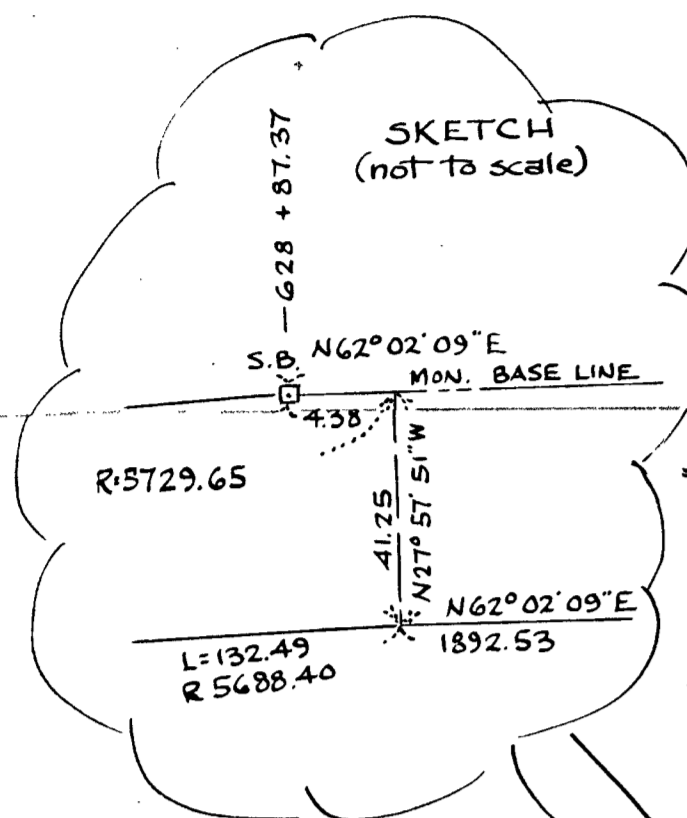 SKETCH
(not to scale)
628 + 87.37
S.B. N62° 02' 09" E
MON. BASE LINE
4.38
R=5729.65
41.25
N27° 57' 51" W
N62° 02' 09" E
1892.53
L=132.49
R 5688.40